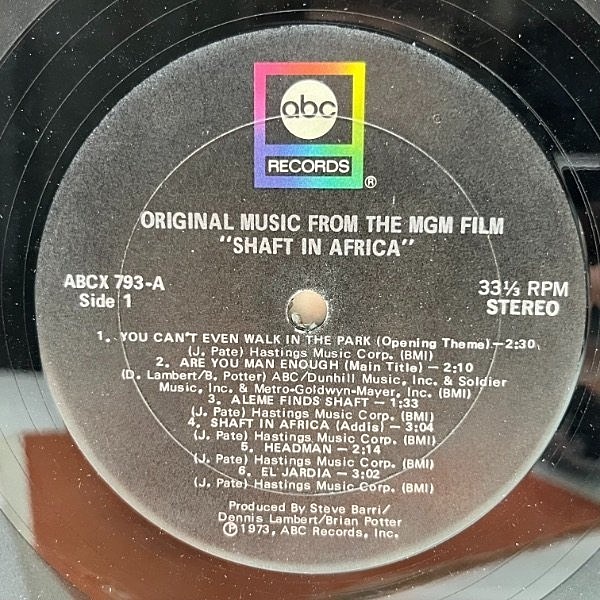 abc
RECORDS
®
ORIGINAL MUSIC FROM THE MGM FILM
"SHAFT IN AFRICA"
ABCX 793-A
Side 1
33⅓ RPM
STEREO
1. YOU CAN'T EVEN WALK IN THE PARK (Opening Theme)—2:30
(J. Pate) Hastings Music Corp. (BMI)
2. ARE YOU MAN ENOUGH (Main Title) — 2:10
(D. Lambert/B. Potter) ABC/Dunhill Music, Inc. & Soldier
Music, Inc. & Metro-Goldwyn-Mayer, Inc. (BMI)
3. ALEME FINDS SHAFT — 1:33
(J. Pate) Hastings Music Corp. (BMI)
4. SHAFT IN AFRICA (Addis) — 3:04
(J. Pate) Hastings Music Corp. (BMI)
5. HEADMAN — 2:14
(J. Pate) Hastings Music Corp. (BMI)
6. EL JARDIA — 3:02
(J. Pate) Hastings Music Corp. (BMI)
Produced By Steve Barri/
Dennis Lambert/Brian Potter
℗ 1973, ABC Records, Inc.